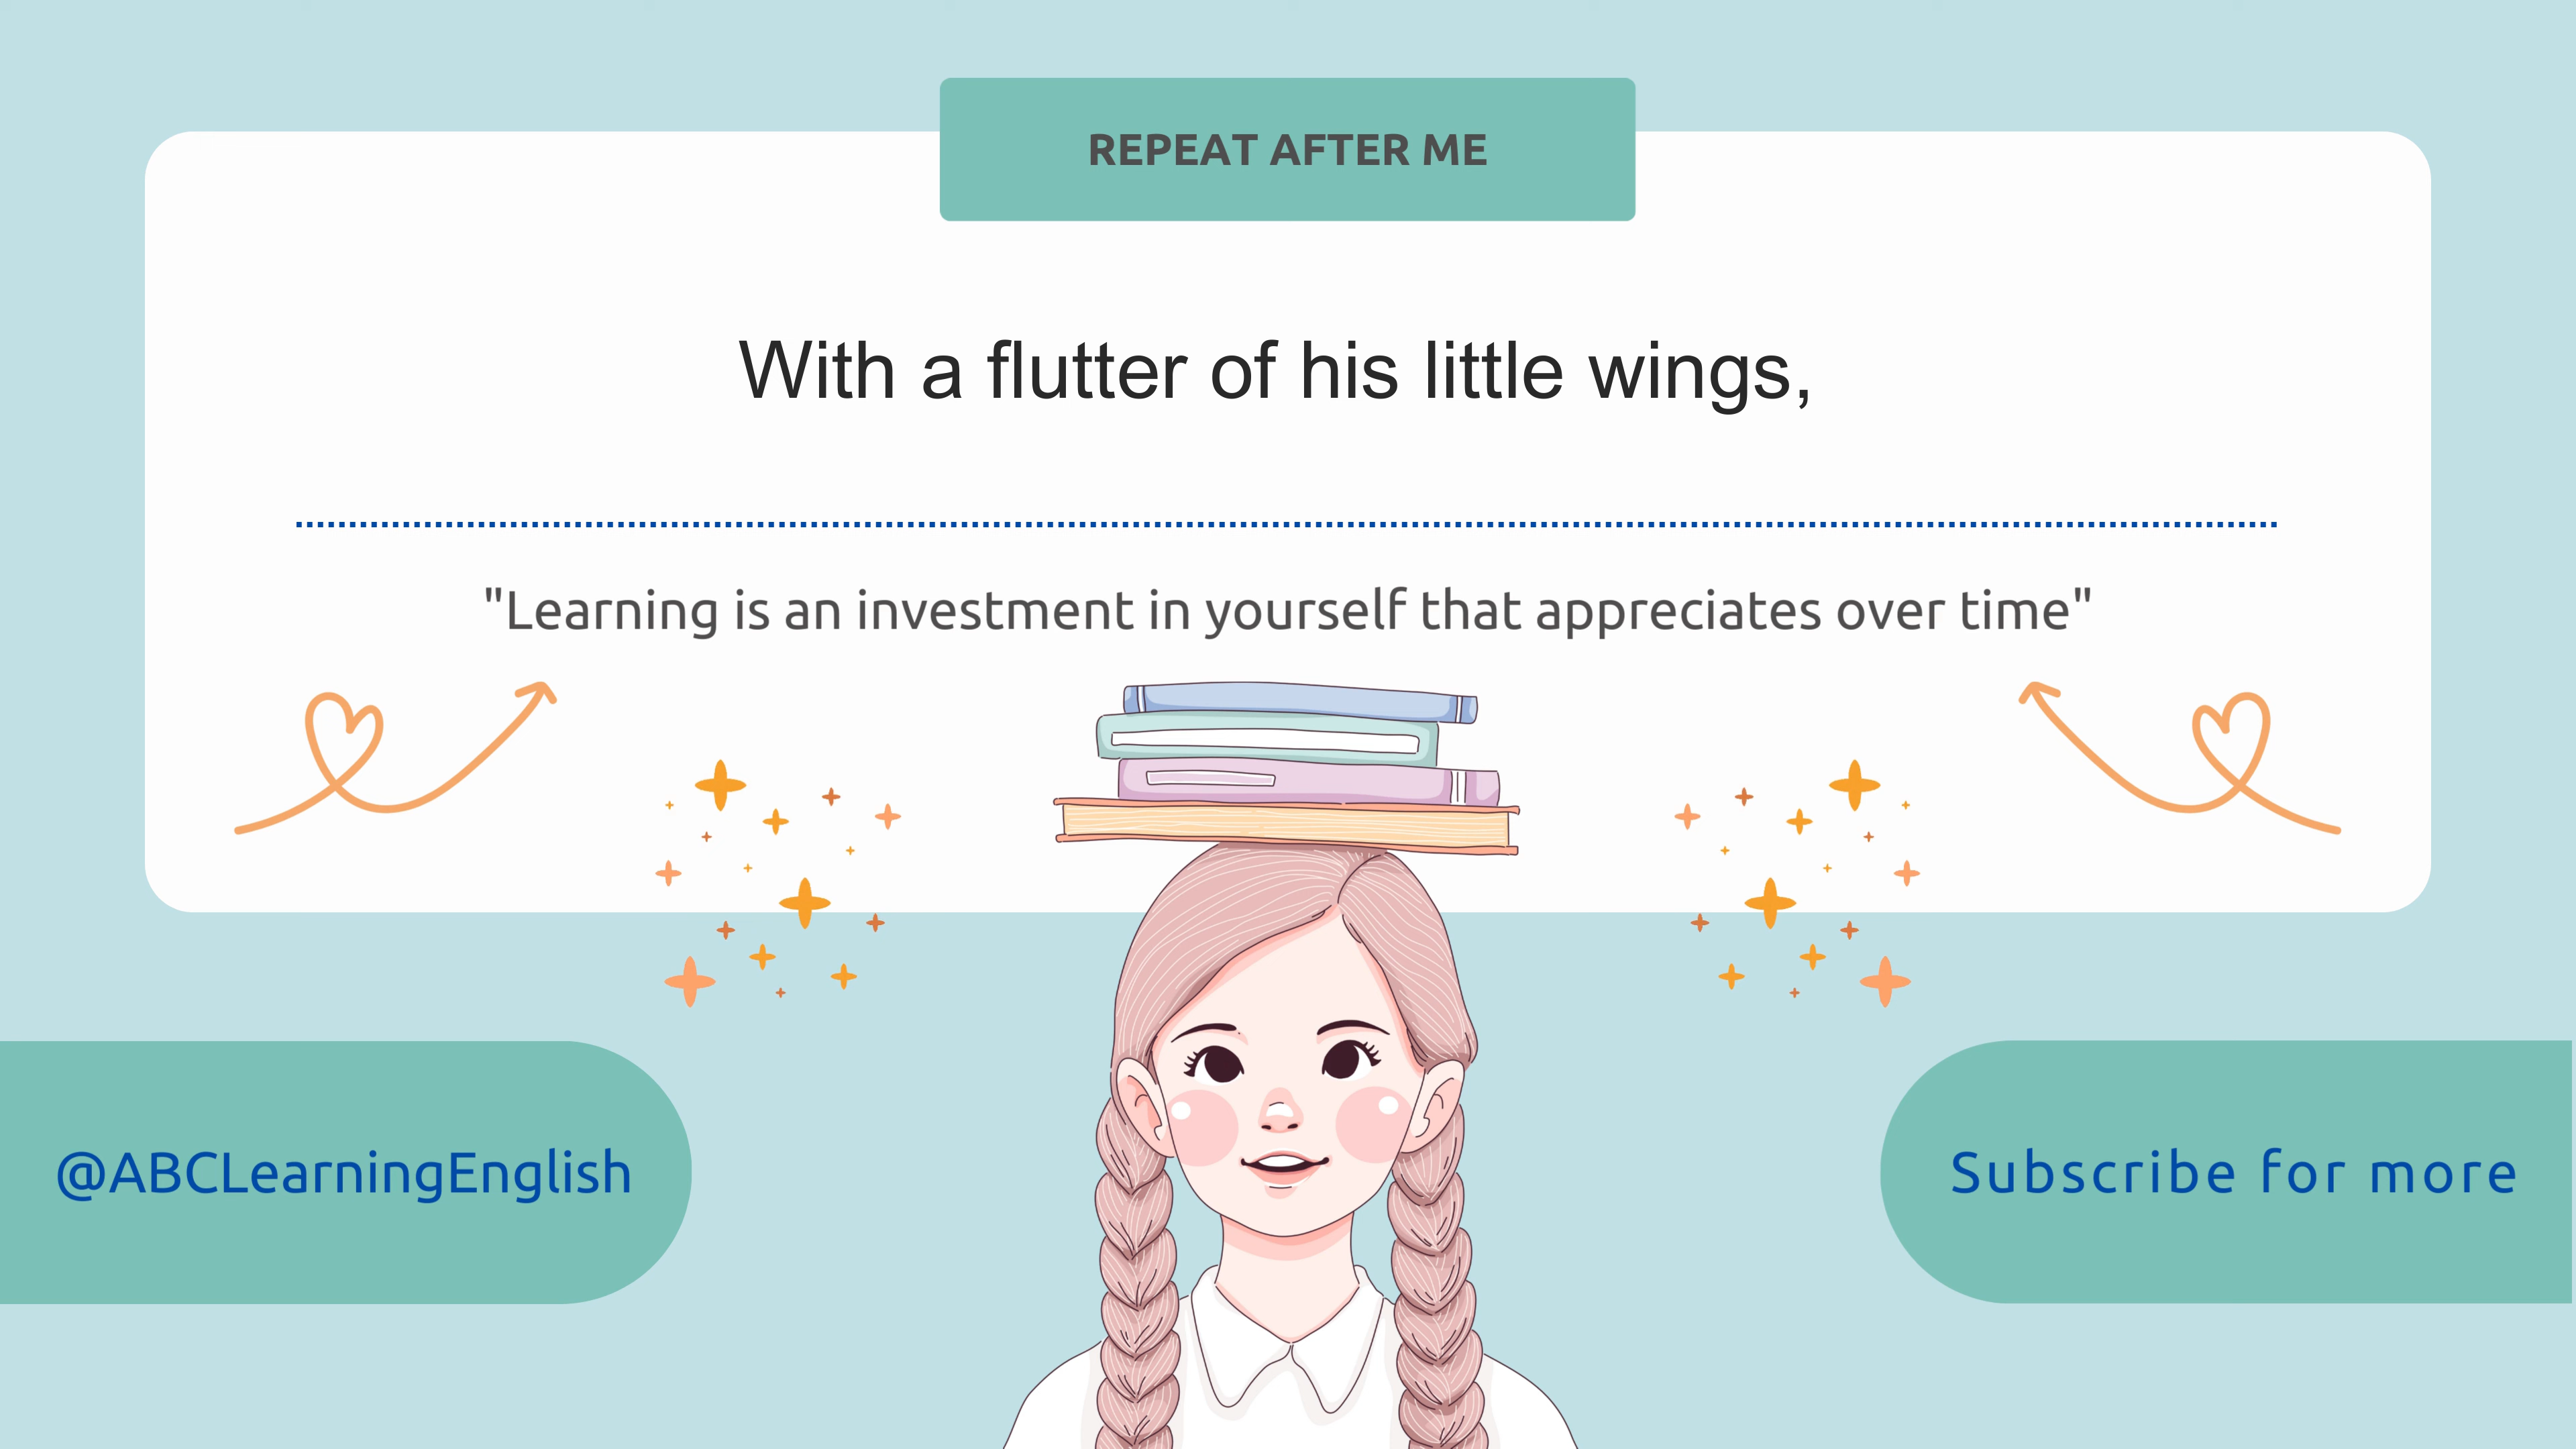 REPEAT AFTER ME
With a flutter of his little wings,
"Learning is an investment in yourself that appreciates over time"
@ABCLearningEnglish
Subscribe for more